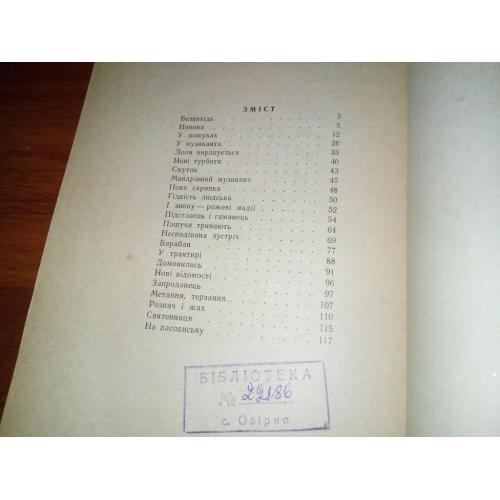 ЗМІСТ
Безвихідь 3
Новина 5
У пошуках 12
У музиканта 26
Доля вирішується 33
Нові турботи 40
Смуток 43
Мандрівний музикант 45
Нова скрипка 48
Гідність людська 50
І знову — рожеві надії 52
Підставець і гаманець 54
Пошуки тривають 64
Несподівана зустріч 69
Барабан 77
У трактирі 88
Домовились 91
Нові відомості 96
Запроданець 97
Метання, терзання 107
Розпач і жах 110
Святенниця 115
На пасовиську 117
БІБЛІОТЕКА
№ 22186
с. Озірно